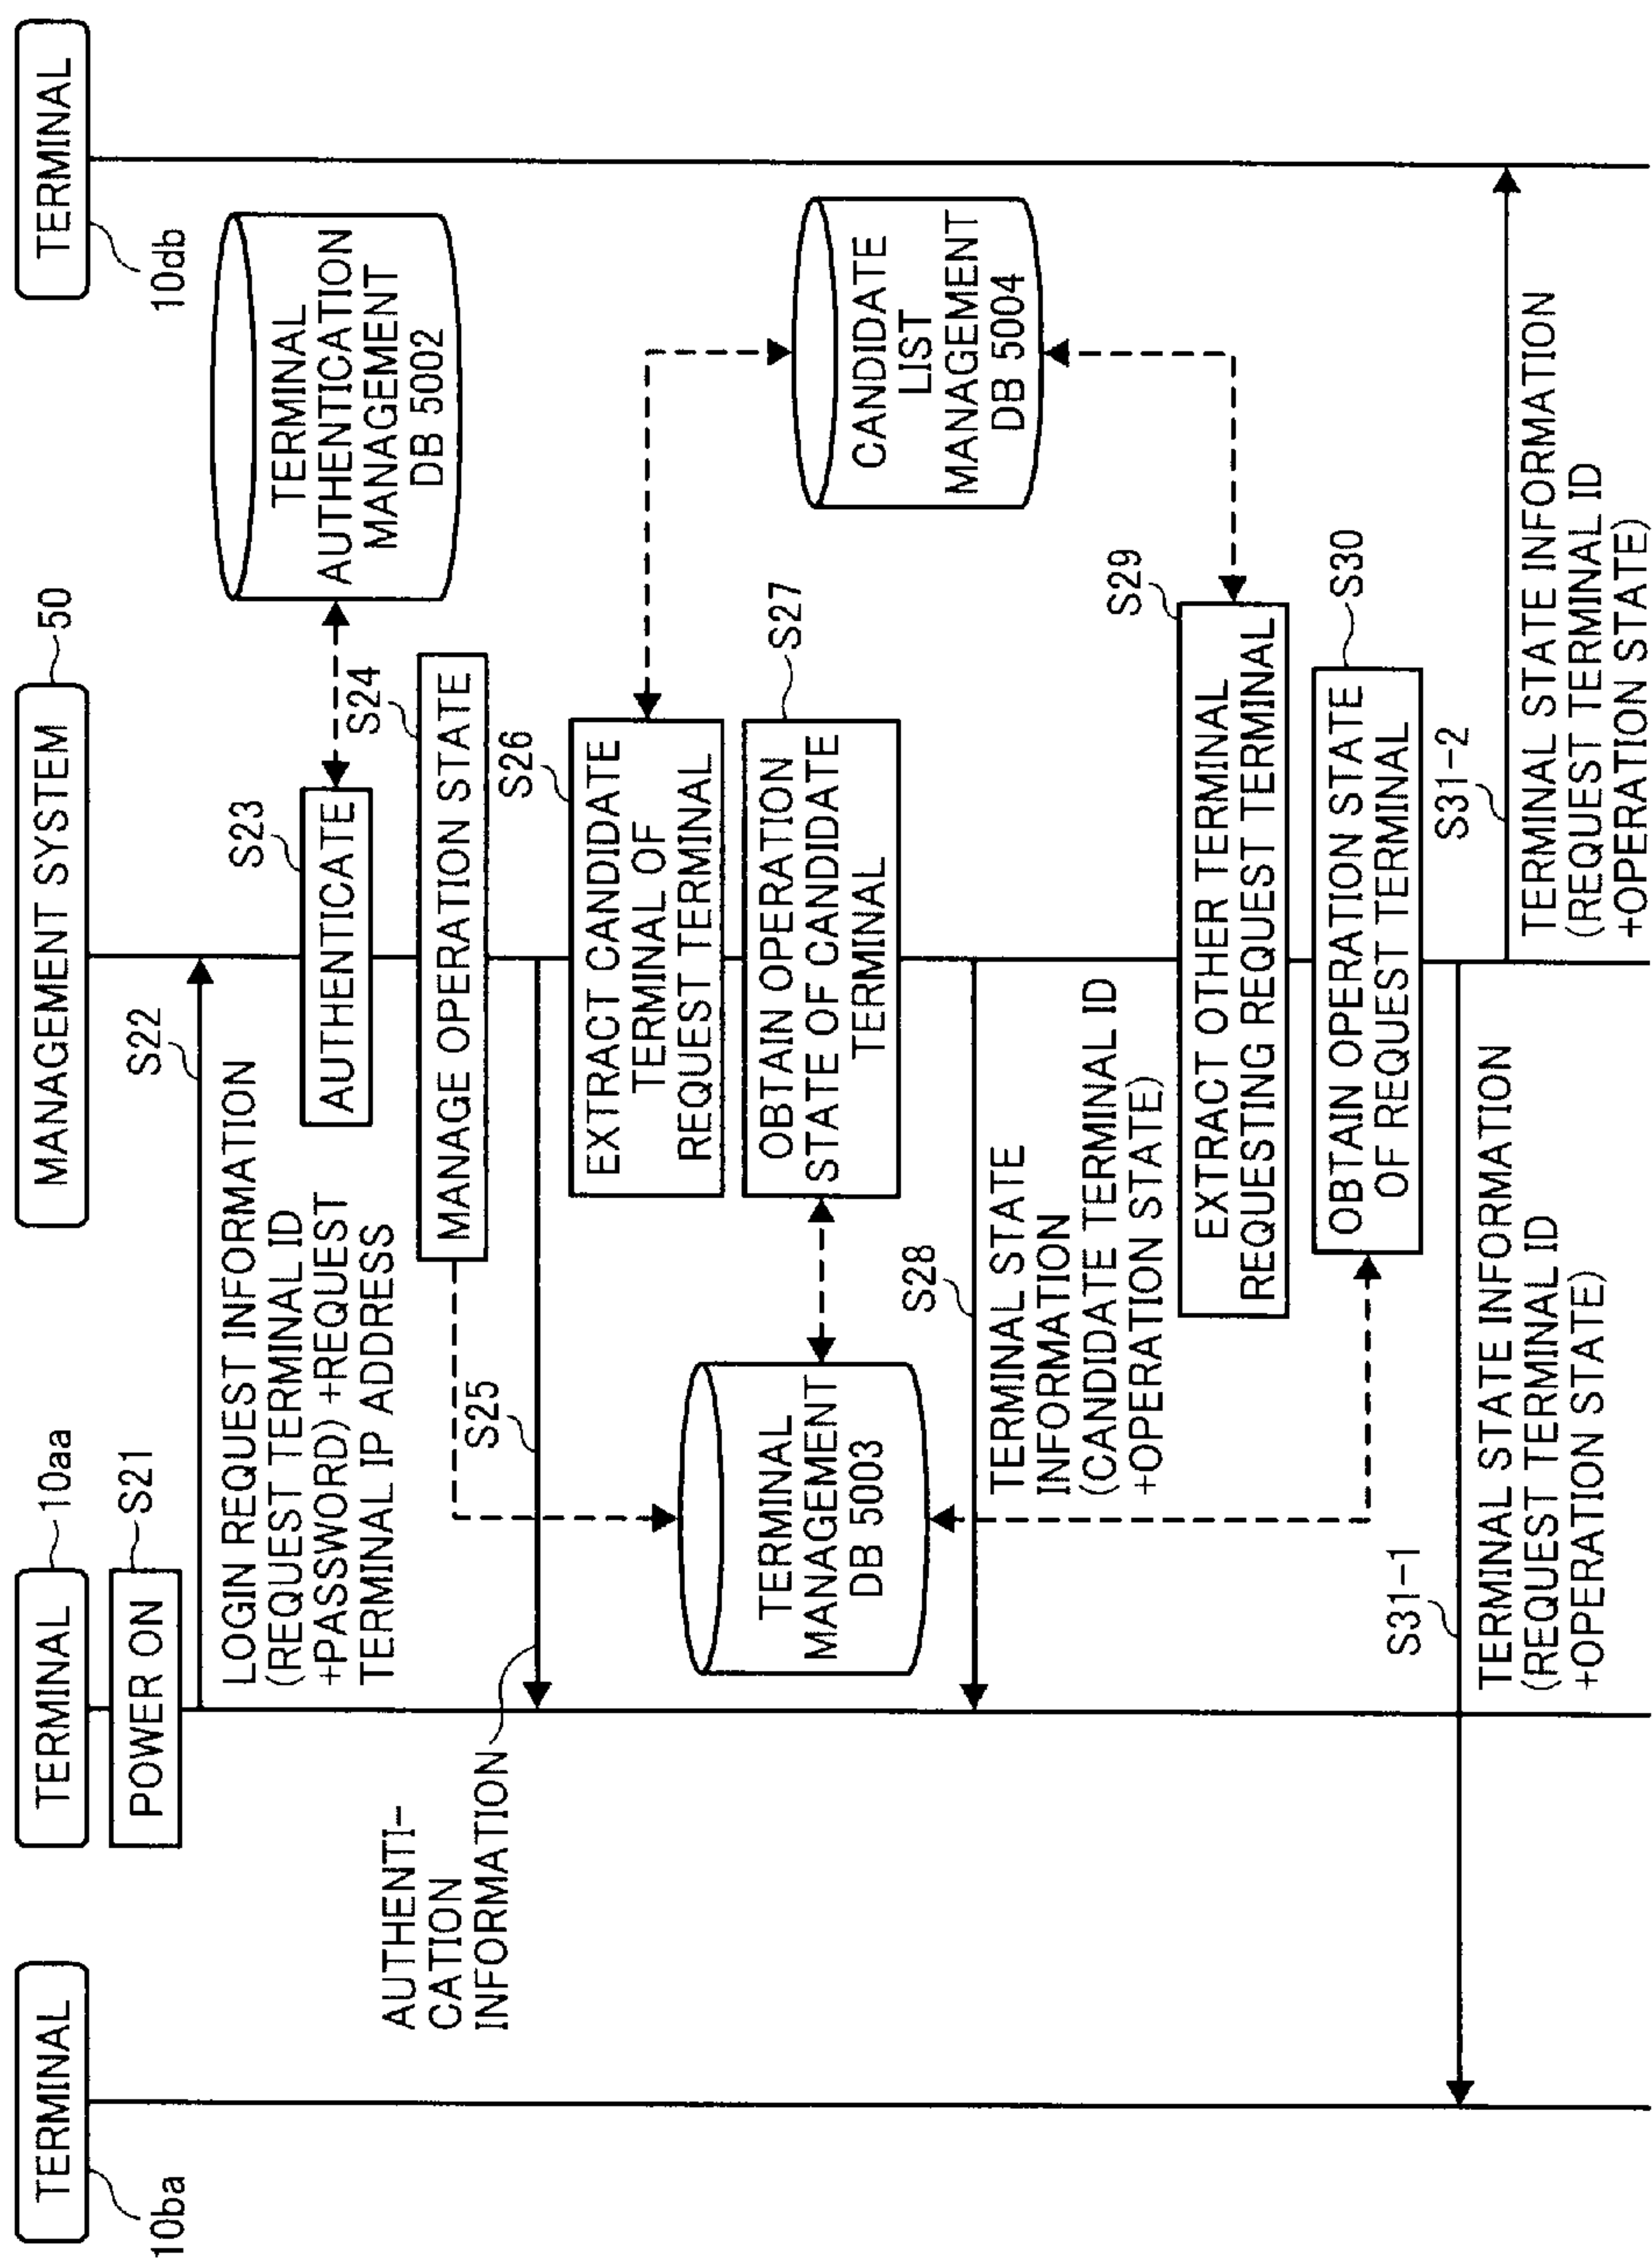 TERMINAL
10ba
TERMINAL
10aa
MANAGEMENT SYSTEM
50
TERMINAL
10db
POWER ON
S21
S22
LOGIN REQUEST INFORMATION
(REQUEST TERMINAL ID
+PASSWORD) +REQUEST
TERMINAL IP ADDRESS
S23
AUTHENTICATE
TERMINAL
AUTHENTICATION
MANAGEMENT
DB 5002
S24
MANAGE OPERATION STATE
S25
AUTHENTI-
CATION
INFORMATION
S26
EXTRACT CANDIDATE
TERMINAL OF
REQUEST TERMINAL
S27
OBTAIN OPERATION
STATE OF CANDIDATE
TERMINAL
TERMINAL
MANAGEMENT
DB 5003
CANDIDATE
LIST
MANAGEMENT
DB 5004
S28
TERMINAL STATE
INFORMATION
(CANDIDATE TERMINAL ID
+OPERATION STATE)
S29
EXTRACT OTHER TERMINAL
REQUESTING REQUEST TERMINAL
S30
OBTAIN OPERATION STATE
OF REQUEST TERMINAL
S31-1
TERMINAL STATE INFORMATION
(REQUEST TERMINAL ID
+OPERATION STATE)
S31-2
TERMINAL STATE INFORMATION
(REQUEST TERMINAL ID
+OPERATION STATE)